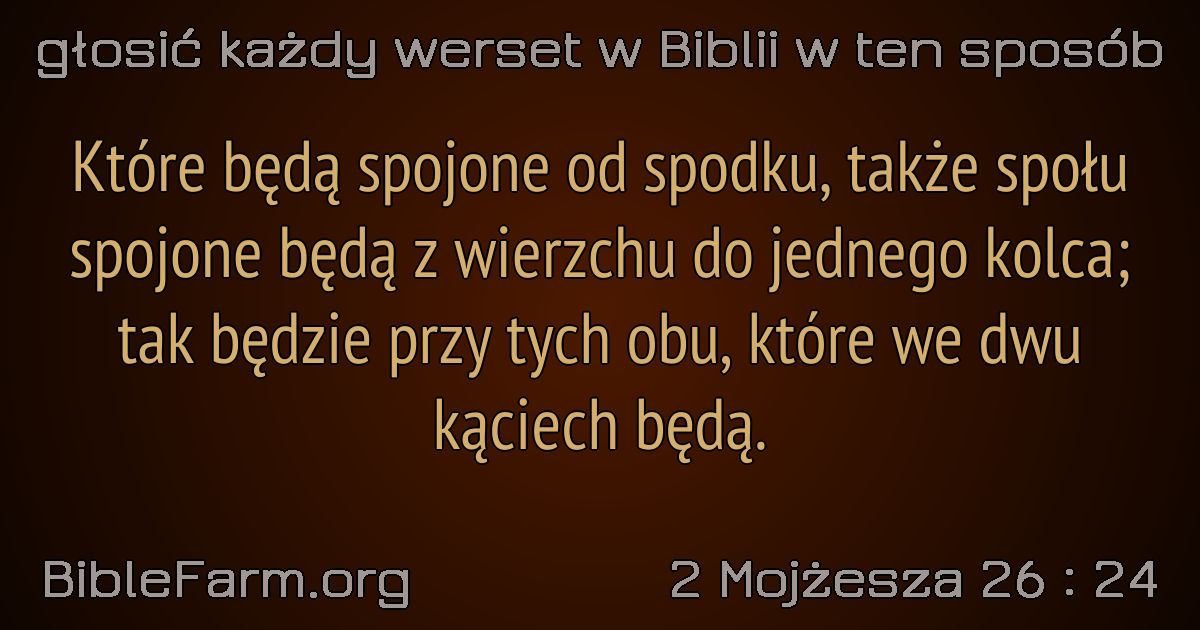 głosić każdy werset w Biblii w ten sposób
Które będą spojone od spodku, także społu
spojone będą z wierzchu do jednego kolca;
tak będzie przy tych obu, które we dwu
kąciech będą.
BibleFarm.org
2 Mojżesza 26 : 24